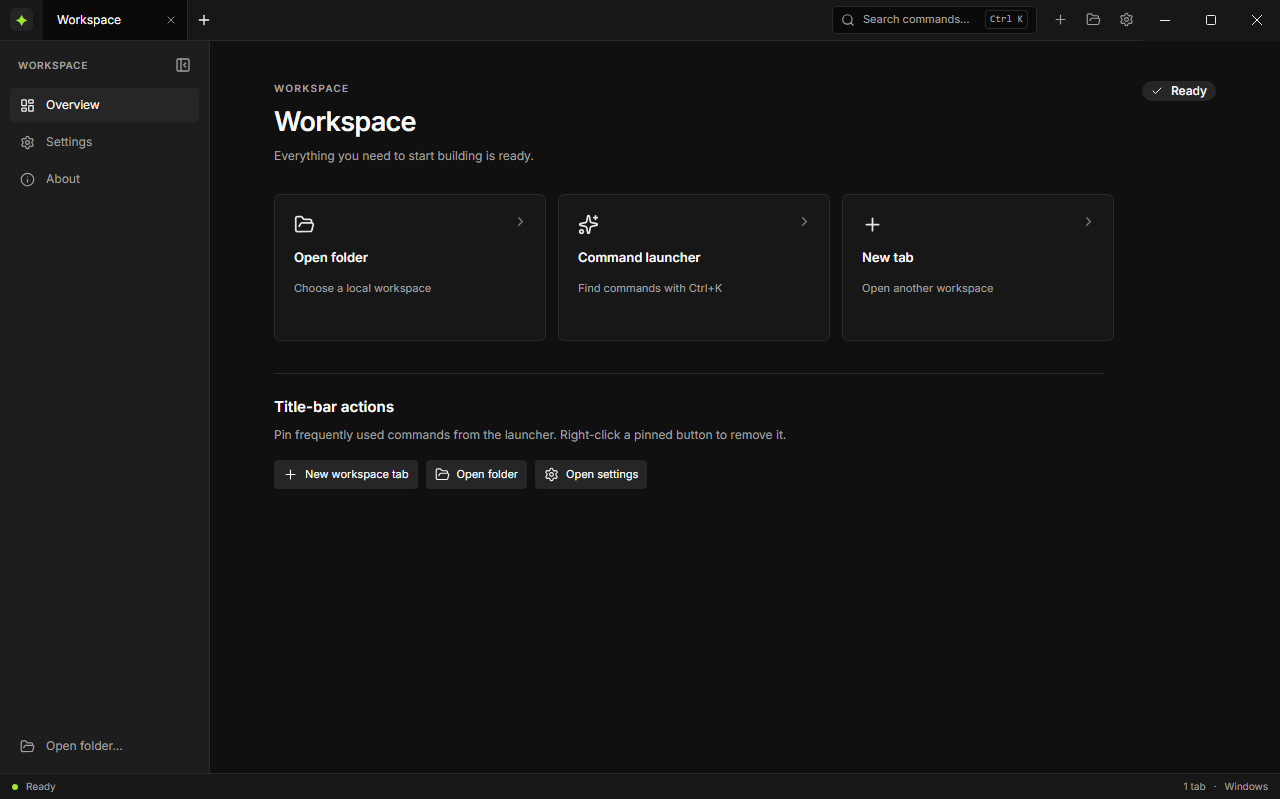 Workspace
Search commands... Ctrl K
WORKSPACE
Overview
Settings
About
Open folder...
WORKSPACE
Workspace
Everything you need to start building is ready.
Ready
Open folder
Choose a local workspace
Command launcher
Find commands with Ctrl+K
New tab
Open another workspace
Title-bar actions
Pin frequently used commands from the launcher. Right-click a pinned button to remove it.
New workspace tab Open folder Open settings
Ready
1 tab · Windows